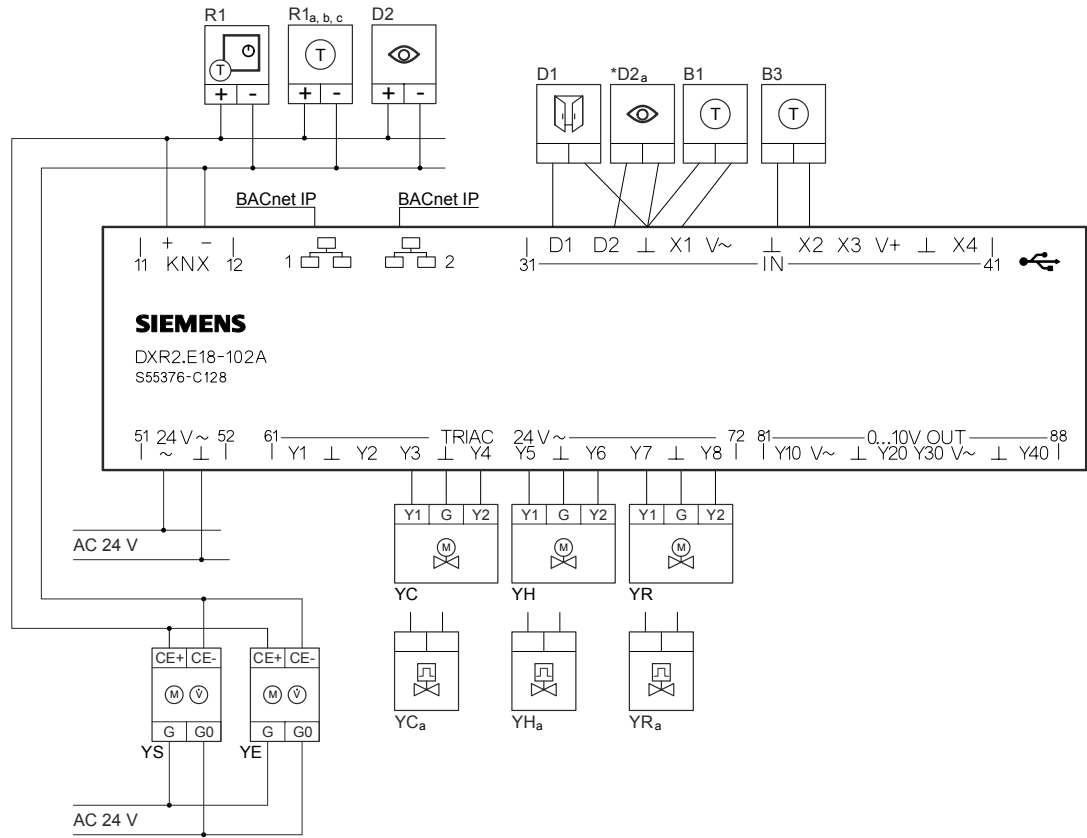 R1 R1a, b, c D2
T T
+ - + - + -
D1 *D2a B1 B3
T T
BACnet IP BACnet IP
+ - D1 D2 ⊥ X1 V~ ⊥ X2 X3 V+ ⊥ X4
11 KNX 12 1 2 31 IN 41
SIEMENS
DXR2.E18-102A
S55376-C128
51 24 V ~ 52 61 TRIAC 24 V ~ 72 81 0...10V OUT 88
~ ⊥ Y1 ⊥ Y2 Y3 ⊥ Y4 Y5 ⊥ Y6 Y7 ⊥ Y8 Y10 V~ ⊥ Y20 Y30 V~ ⊥ Y40
Y1 G Y2 Y1 G Y2 Y1 G Y2
AC 24 V
M M M
YC YH YR
CE+ CE- CE+ CE-
M V̇ M V̇
G G0 G G0
YCa YHa YRa
YS YE
AC 24 V